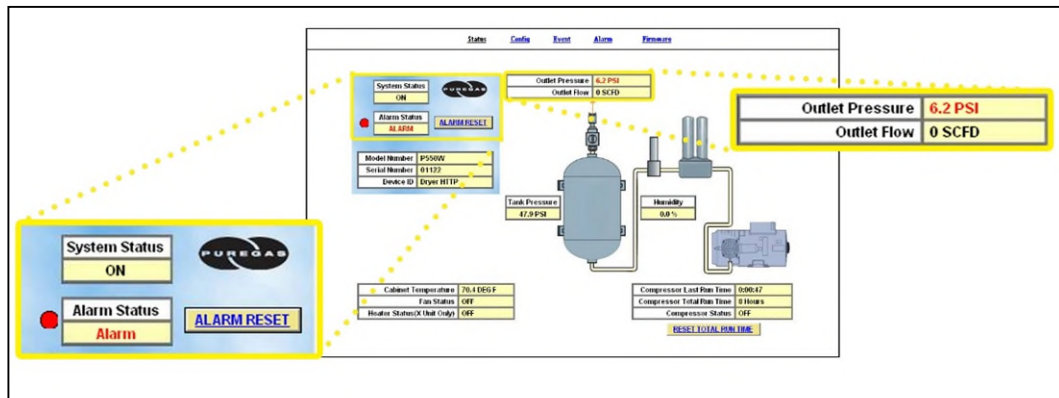 Status Config Event Alarm Firmware
System Status
ON
PUREGAS
Alarm Status
ALARM
ALARM RESET
Outlet Pressure 6.2 PSI
Outlet Flow 0 SCFD
Outlet Pressure 6.2 PSI
Outlet Flow 0 SCFD
Model Number P550W
Serial Number 01122
Device ID Dryer HTTP
Tank Pressure
47.9 PSI
Humidity
0.0 %
System Status
ON
PUREGAS
Alarm Status
Alarm
ALARM RESET
Cabinet Temperature 70.4 DEG F
Fan Status OFF
Heater Status(X Unit Only) OFF
Compressor Last Run Time 0:00:47
Compressor Total Run Time 8 Hours
Compressor Status OFF
RESET TOTAL RUN TIME